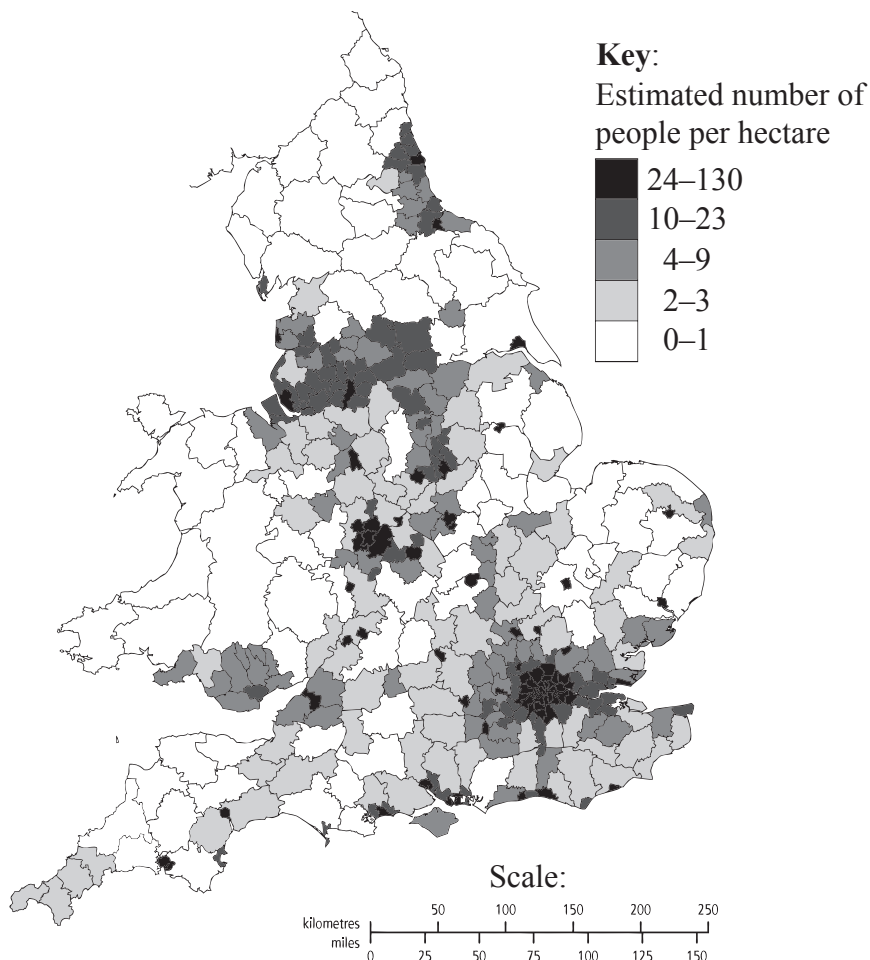 Key:
Estimated number of
people per hectare
24–130
10–23
4–9
2–3
0–1
Scale:
50 100 150 200 250
kilometres
miles
0 25 50 75 100 125 150